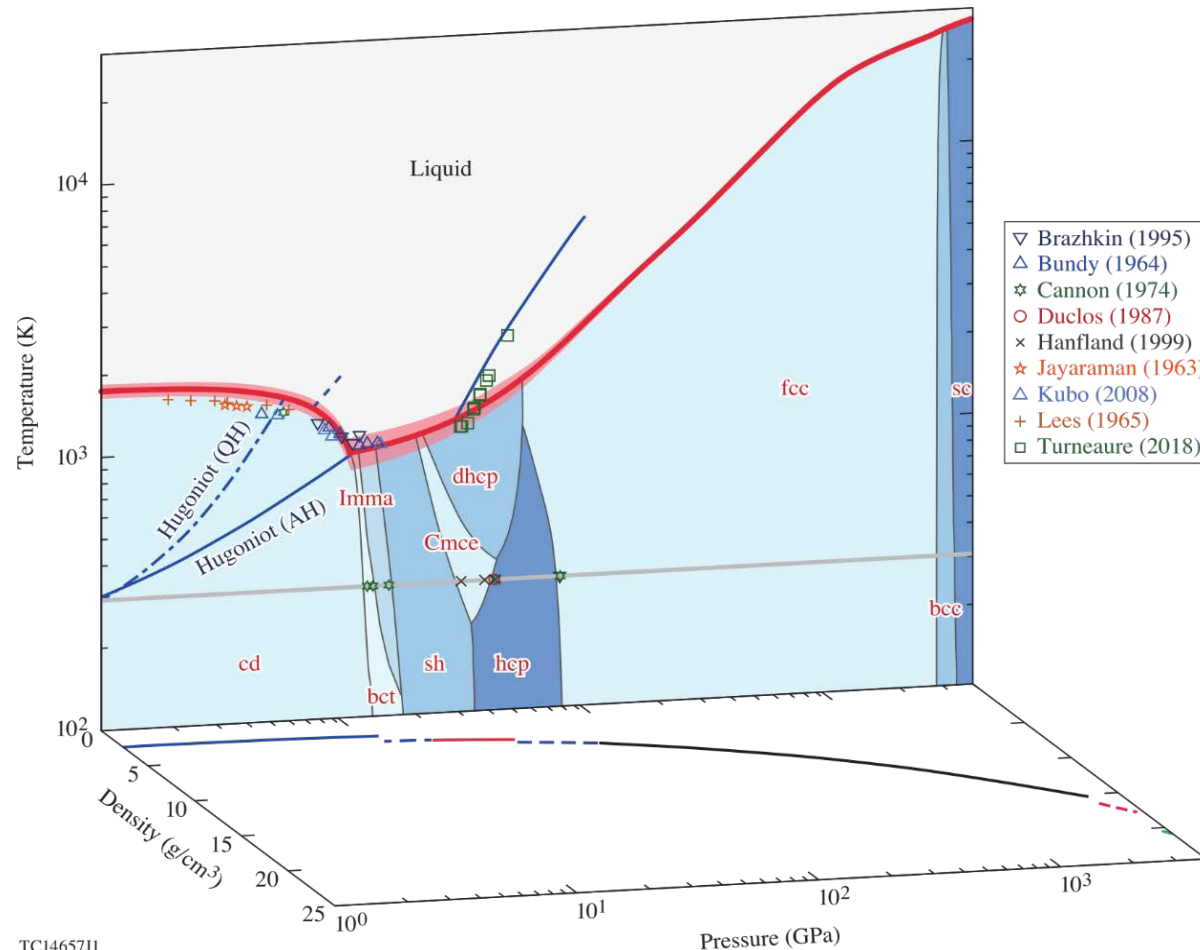 Liquid
10⁴
10³
10²
Temperature (K)
Hugoniot (QH)
Hugoniot (AH)
Imma
dhcp
Cmce
fcc
sc
bcc
cd
bct
sh
hcp
Brazhkin (1995)
Bundy (1964)
Cannon (1974)
Duclos (1987)
Hanfland (1999)
Jayaraman (1963)
Kubo (2008)
Lees (1965)
Turneaure (2018)
0
5
10
15
20
25
Density (g/cm³)
10⁰
10¹
10²
10³
Pressure (GPa)
TC14657J1